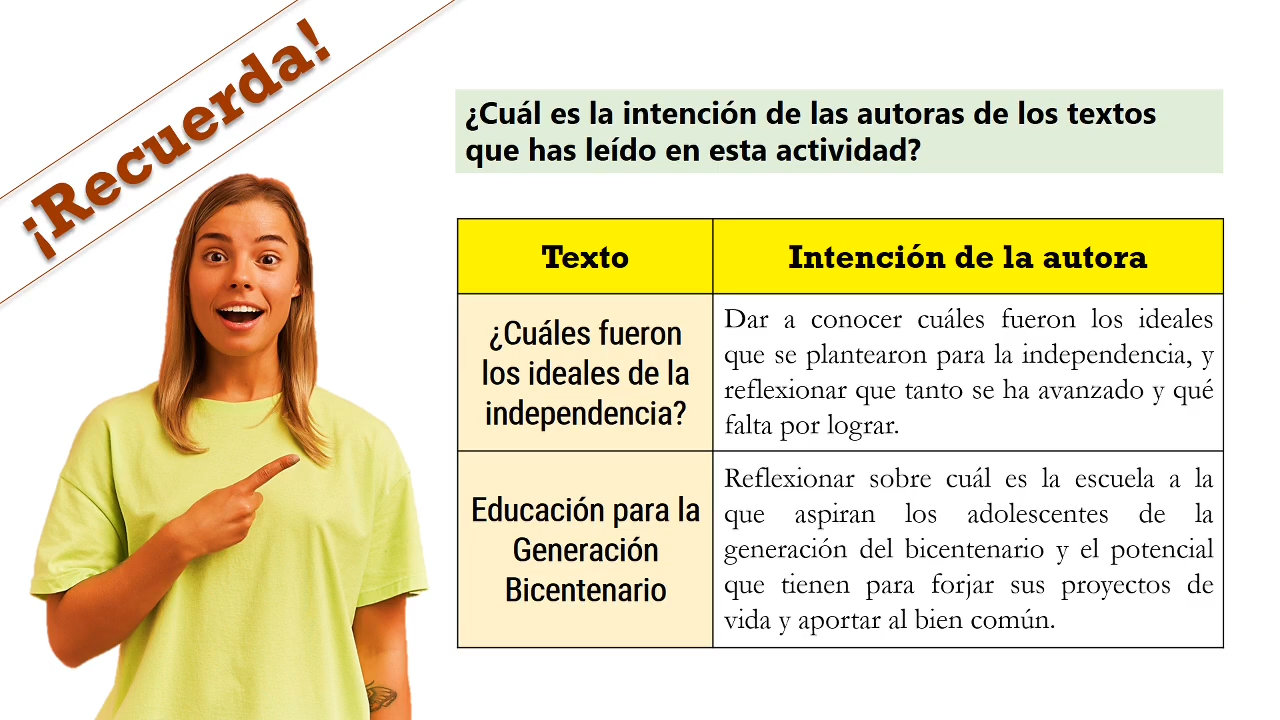 ¡Recuerda!
¿Cuál es la intención de las autoras de los textos
que has leído en esta actividad?
Texto
Intención de la autora
¿Cuáles fueron
los ideales de la
independencia?
Dar a conocer cuáles fueron los ideales
que se plantearon para la independencia, y
reflexionar que tanto se ha avanzado y qué
falta por lograr.
Educación para la
Generación
Bicentenario
Reflexionar sobre cuál es la escuela a la
que aspiran los adolescentes de la
generación del bicentenario y el potencial
que tienen para forjar sus proyectos de
vida y aportar al bien común.